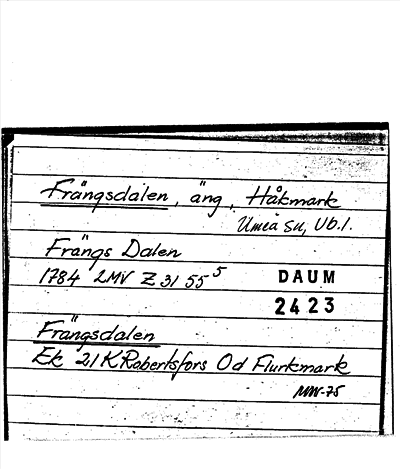 Frängsdalen, äng, Håkmark
Umeå sn, Vb. l.
Frängs Dalen
1784 LMV Z 31 55⁵
DAUM
2423
Frängsdalen
Ek 21 K Robertsfors Od Flurkmark
MW-75